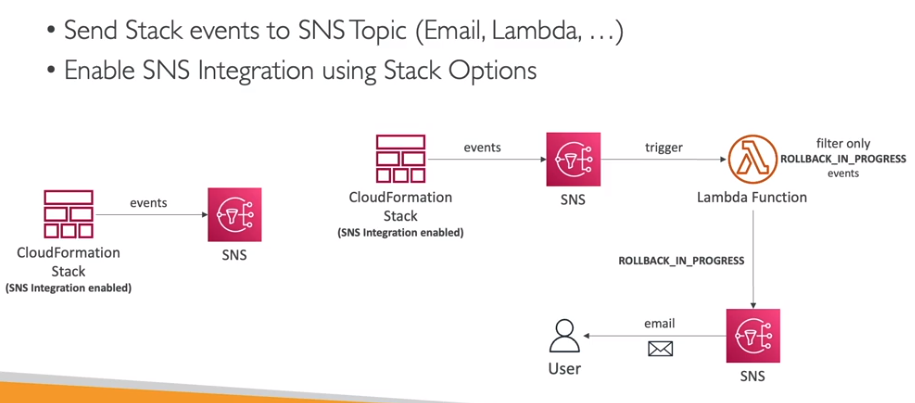 • Send Stack events to SNS Topic (Email, Lambda, …)
• Enable SNS Integration using Stack Options
events
SNS
CloudFormation
Stack
(SNS Integration enabled)
events
trigger
filter only
ROLLBACK_IN_PROGRESS
events
CloudFormation
Stack
(SNS Integration enabled)
SNS
Lambda Function
ROLLBACK_IN_PROGRESS
email
User
SNS